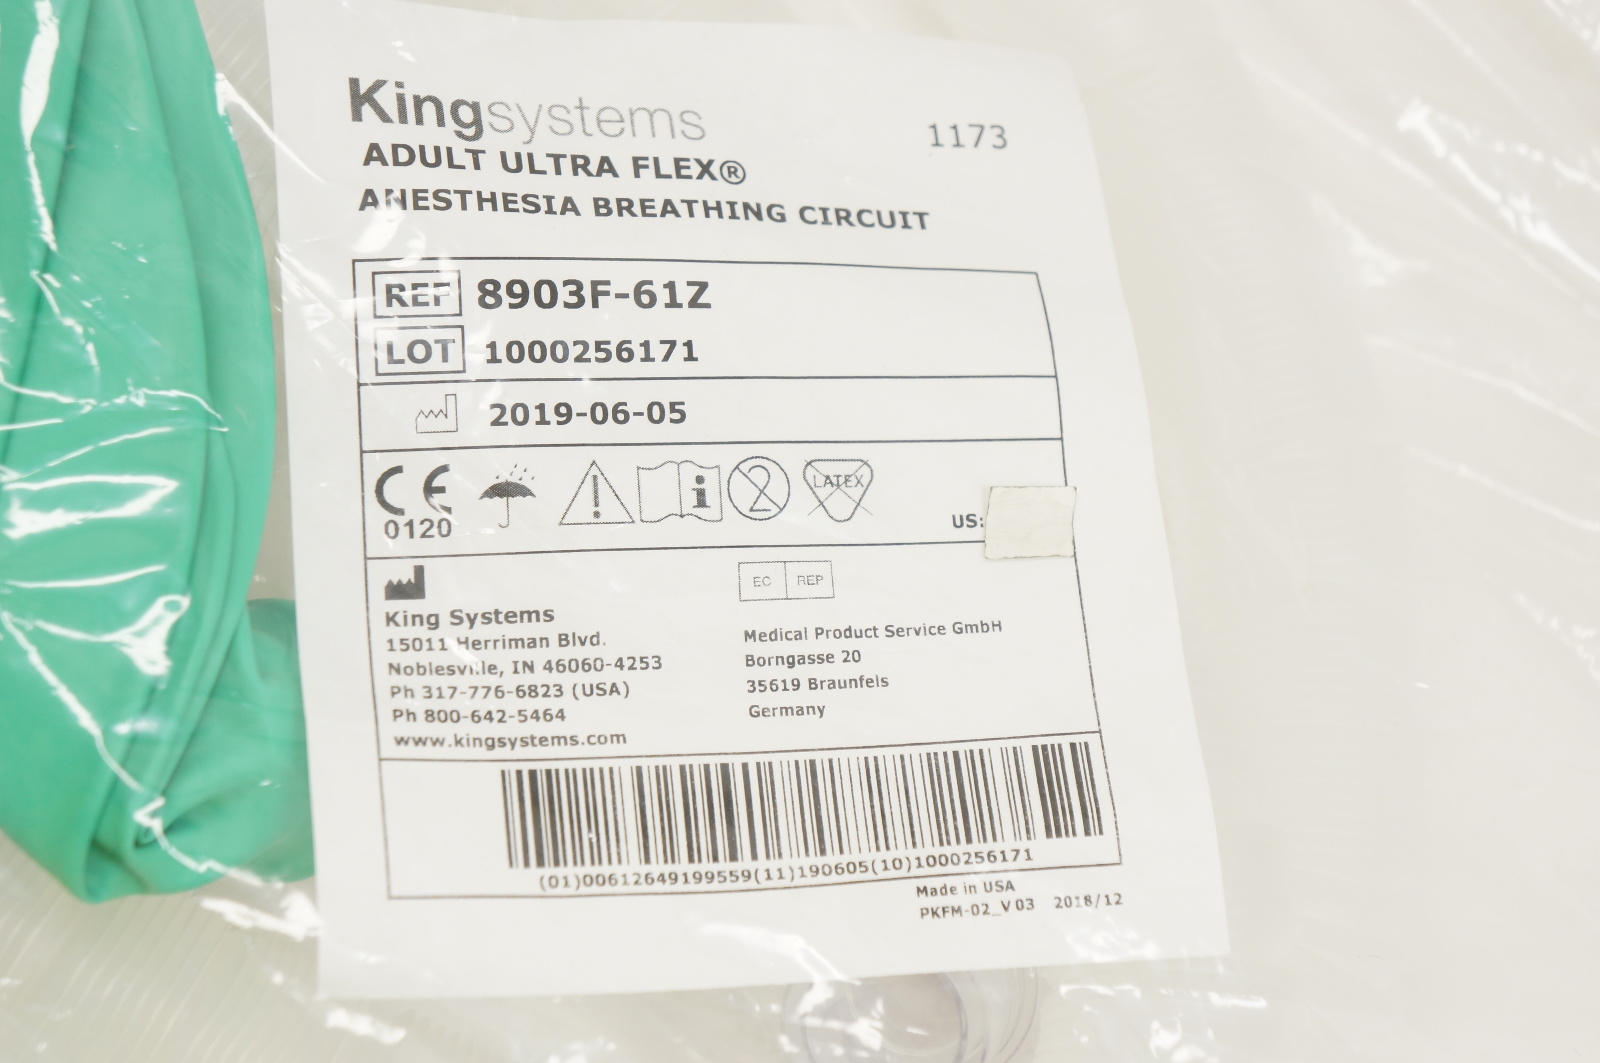 Kingsystems
1173
ADULT ULTRA FLEX®
ANESTHESIA BREATHING CIRCUIT
REF 8903F-61Z
LOT 1000256171
2019-06-05
CE
0120
2
LATEX
US:
King Systems
15011 Herriman Blvd.
Noblesville, IN 46060-4253
Ph 317-776-6823 (USA)
Ph 800-642-5464
www.kingsystems.com
EC REP
Medical Product Service GmbH
Borngasse 20
35619 Braunfels
Germany
(01)00612649199559(11)190605(10)1000256171
Made in USA
PKFM-02_V03 2018/12